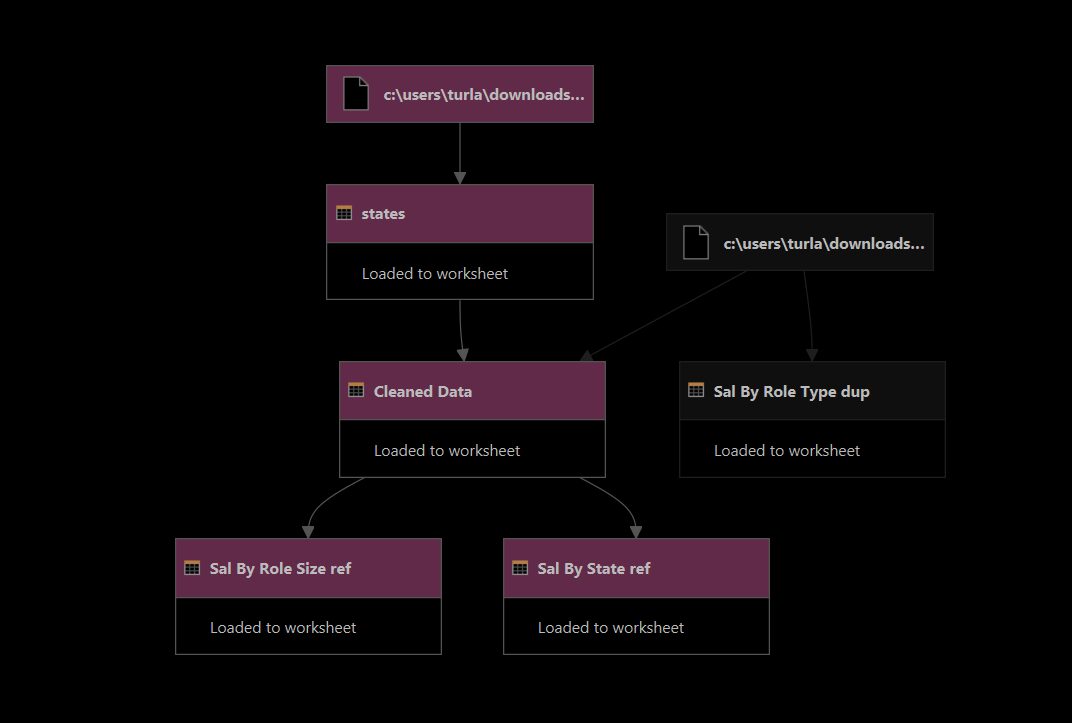 c:\users\turla\downloads...
states
Loaded to worksheet
c:\users\turla\downloads...
Cleaned Data
Loaded to worksheet
Sal By Role Type dup
Loaded to worksheet
Sal By Role Size ref
Loaded to worksheet
Sal By State ref
Loaded to worksheet